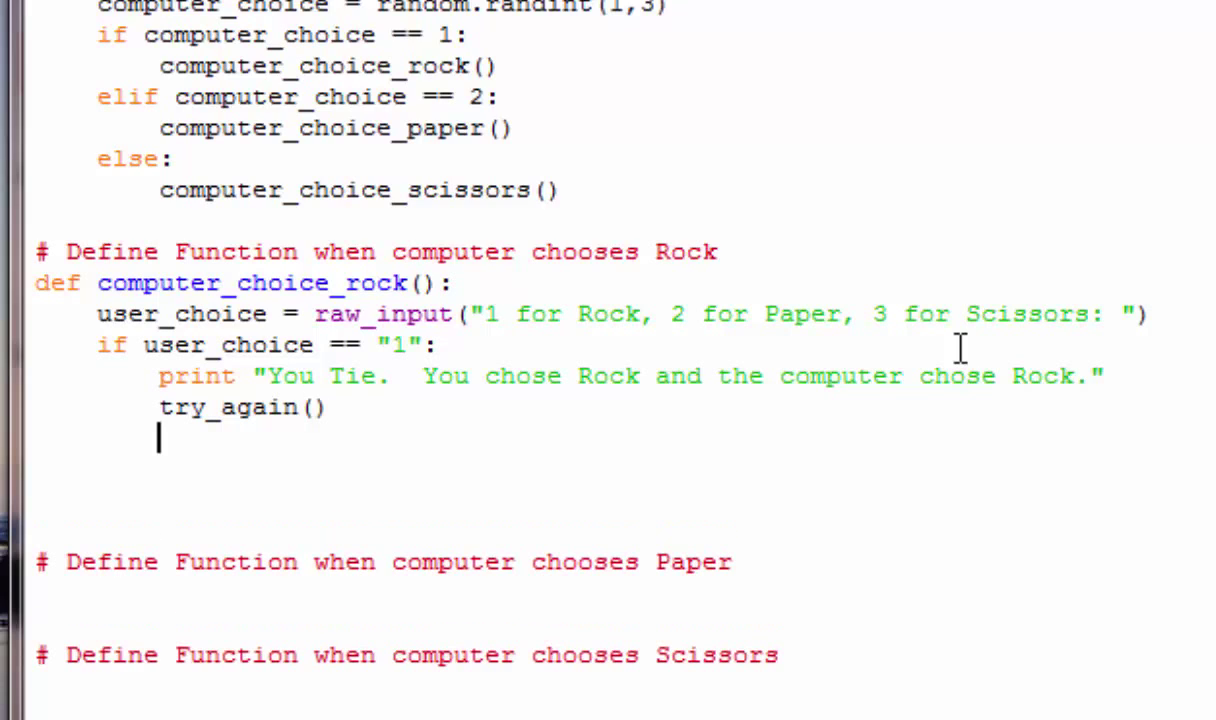 computer_choice = random.randint(1,3)
if computer_choice == 1:
computer_choice_rock()
elif computer_choice == 2:
computer_choice_paper()
else:
computer_choice_scissors()
# Define Function when computer chooses Rock
def computer_choice_rock():
user_choice = raw_input("1 for Rock, 2 for Paper, 3 for Scissors: ")
if user_choice == "1":
print "You Tie.  You chose Rock and the computer chose Rock."
try_again()
# Define Function when computer chooses Paper
# Define Function when computer chooses Scissors